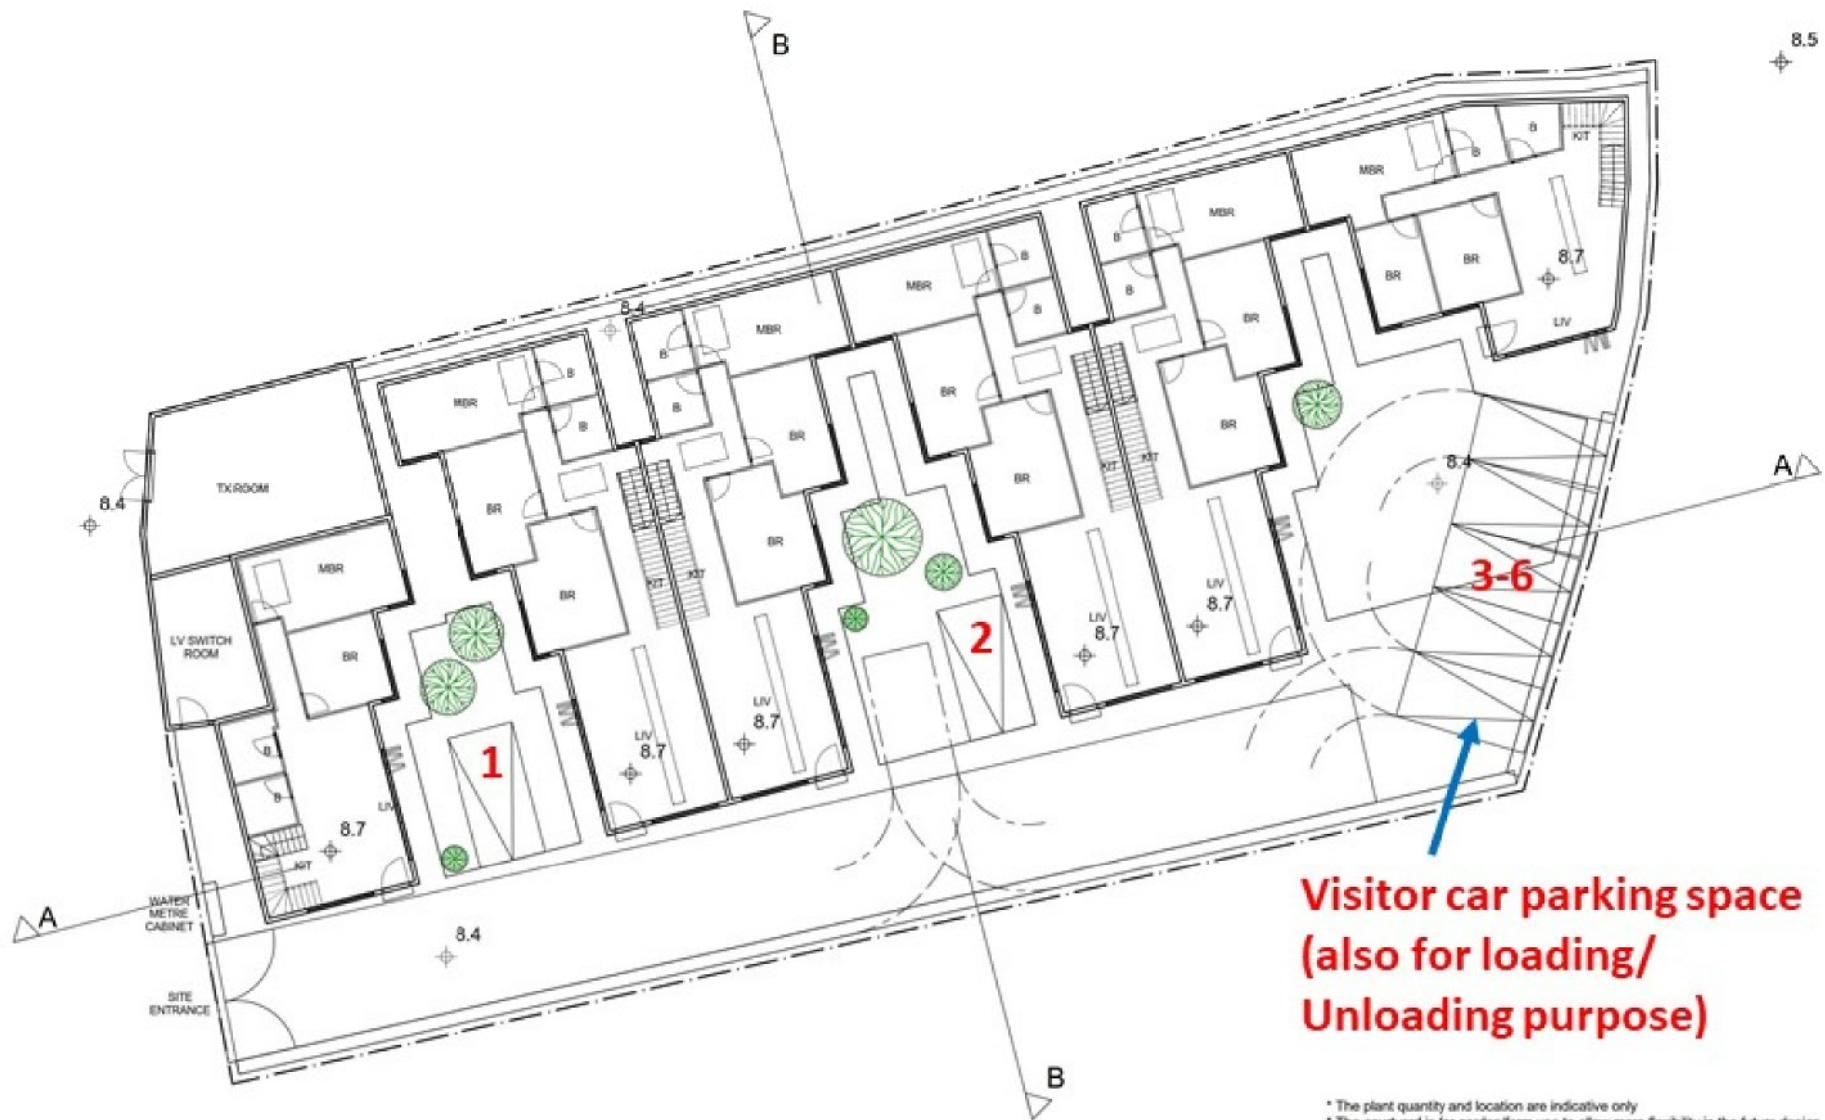 B
8.5
KIT
B
B
MBR
MBR
BR
BR
8.7
LIV
B
B
BR
BR
B
MBR
B
8.4
MBR
B
B
BR
BR
KIT
KIT
BR
BR
MBR
B
B
BR
BR
KIT
KIT
TX ROOM
8.4
MBR
BR
LV SWITCH
ROOM
B
B
LIV
8.7
KIT
1
LIV
8.7
LIV
8.7
2
LIV
8.7
LIV
8.7
8.4
A
3-6
WATER
METRE
CABINET
A
8.4
SITE
ENTRANCE
Visitor car parking space
(also for loading/
Unloading purpose)
B
* The plant quantity and location are indicative only